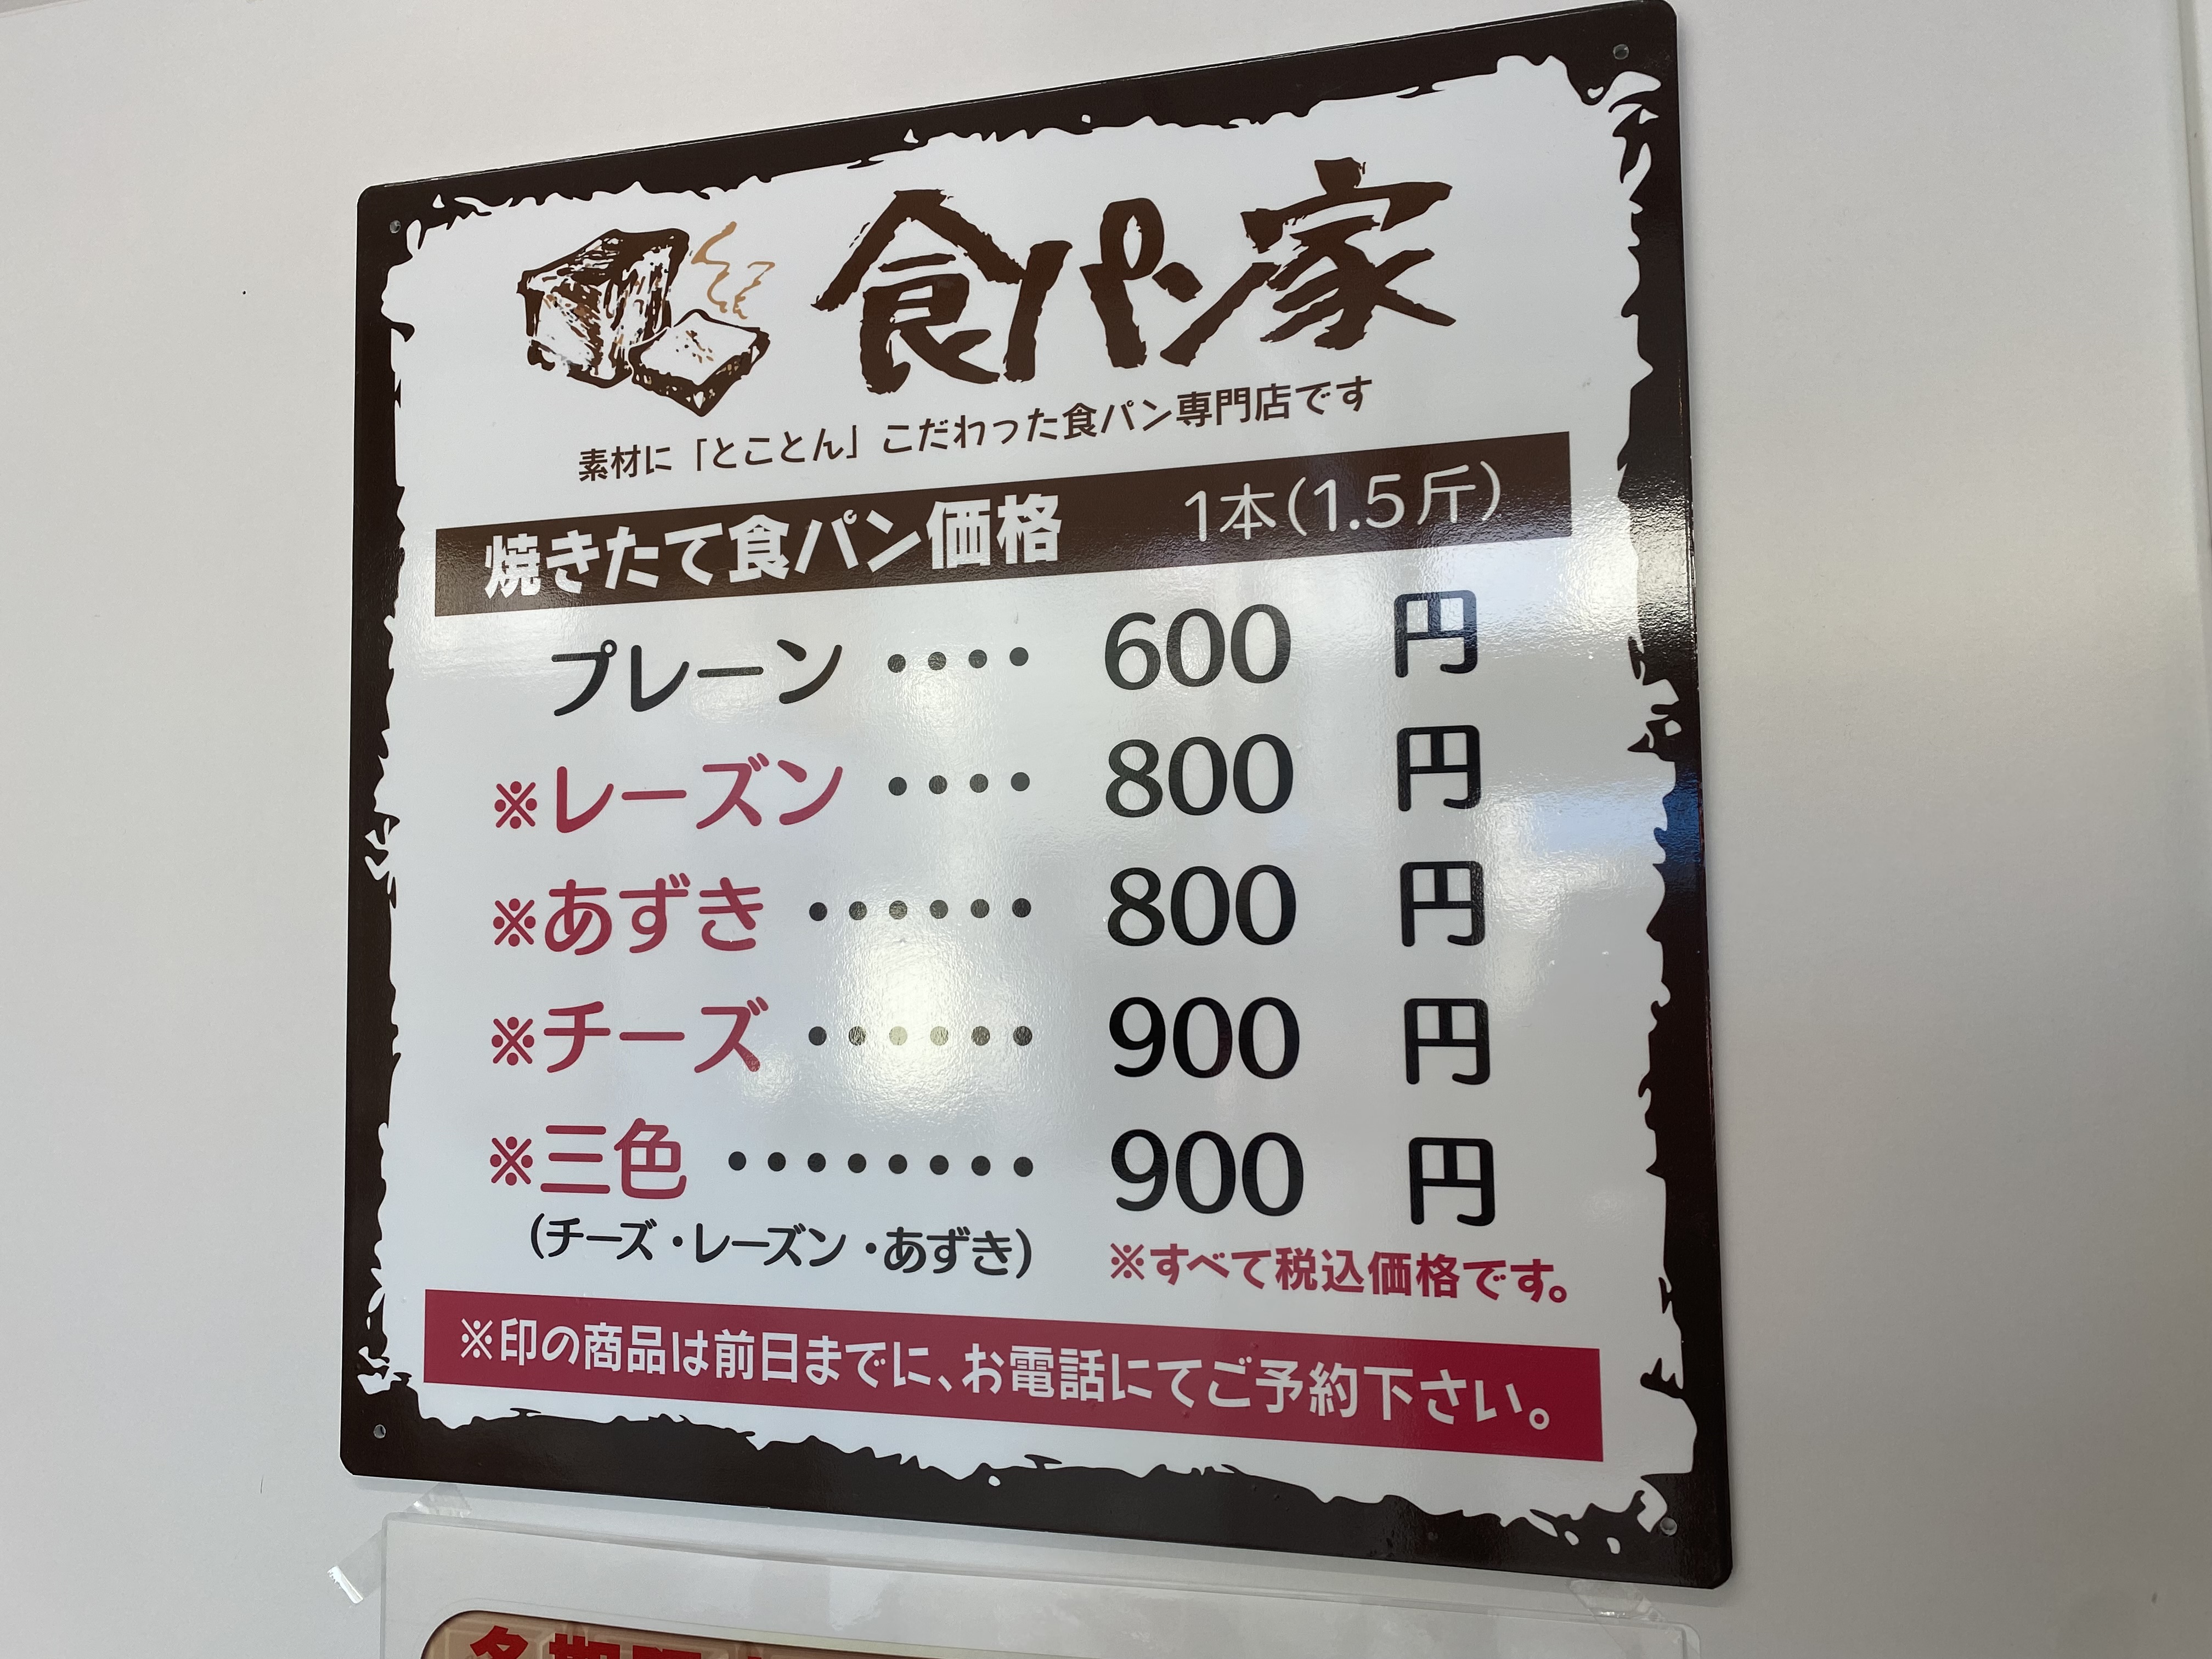 食パン家
素材に「とことん」こだわった食パン専門店です
焼きたて食パン価格 1本(1.5斤)
プレーン ････ 600 円
※レーズン ････ 800 円
※あずき ･･････ 800 円
※チーズ ･･････ 900 円
※三色 ････････ 900 円
(チーズ・レーズン・あずき) ※すべて税込価格です。
※印の商品は前日までに、お電話にてご予約下さい。